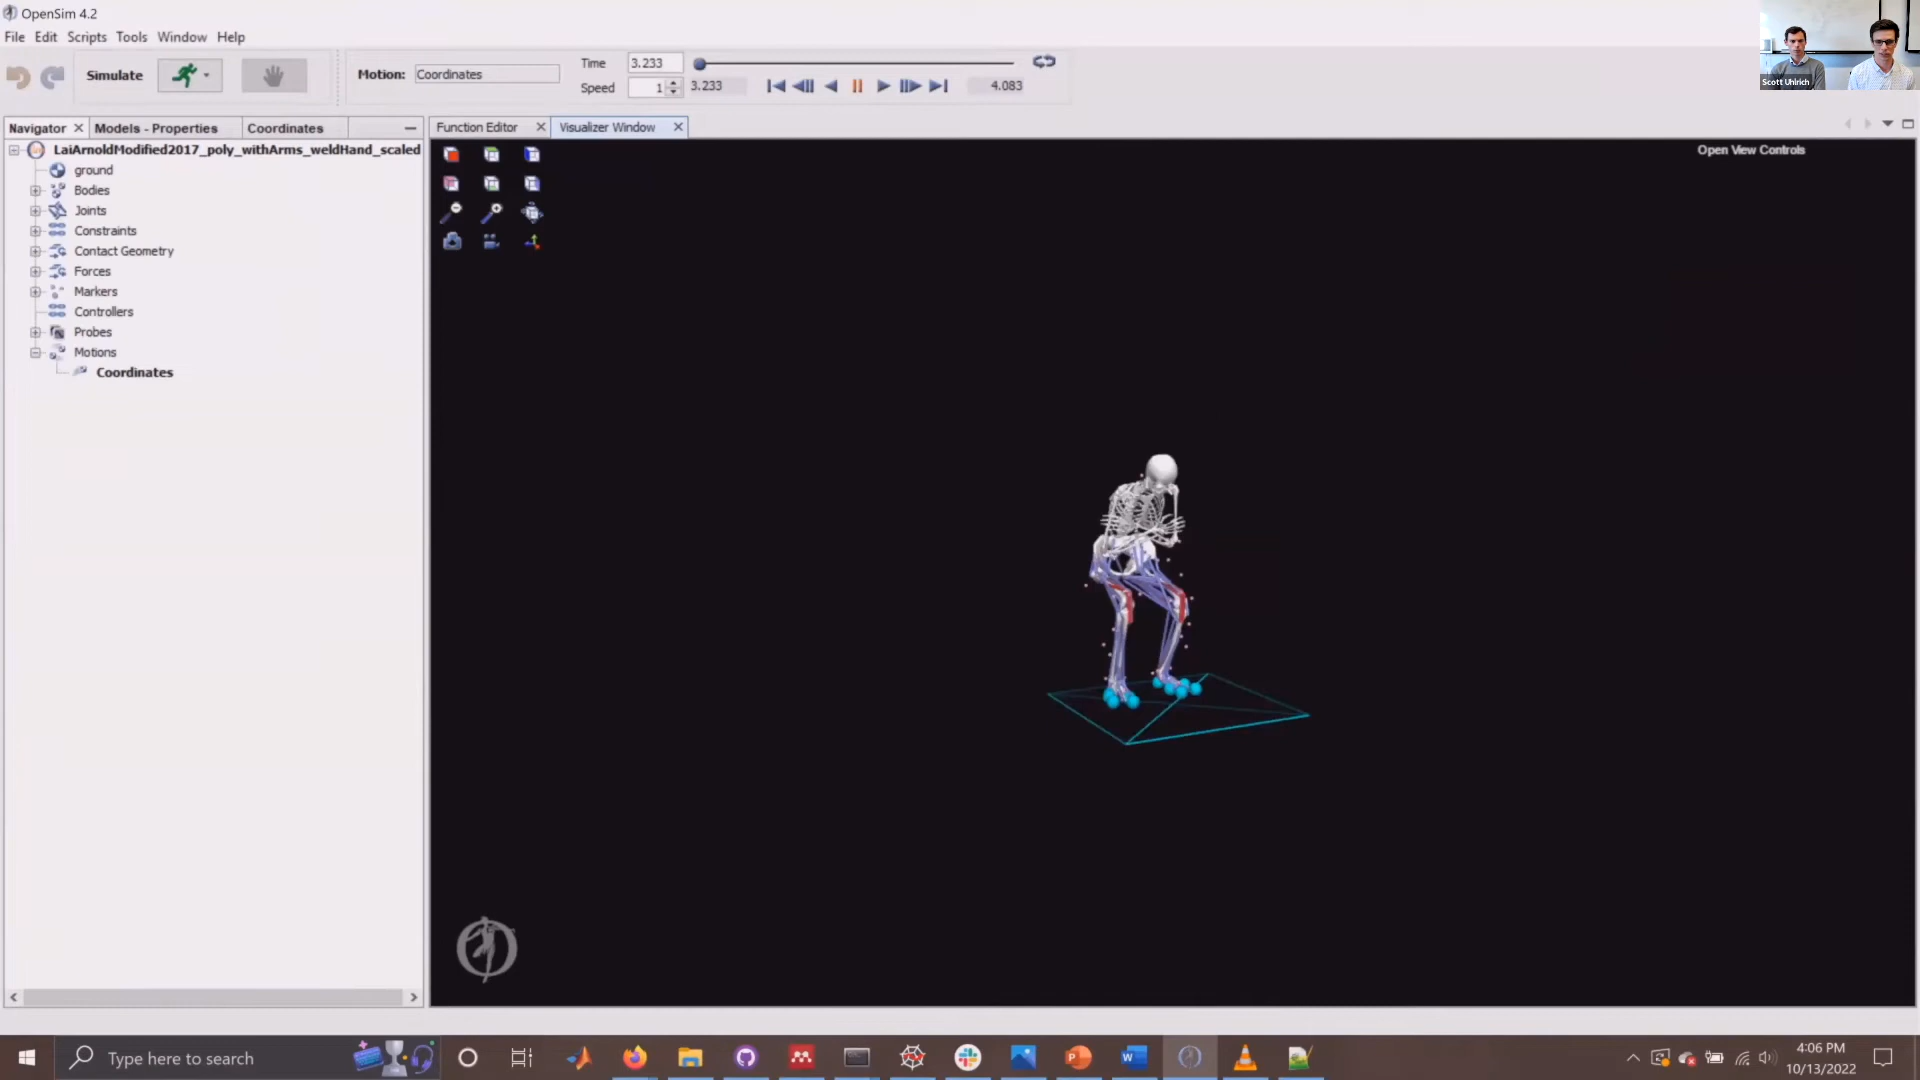 OpenSim 4.2
Scott Uhlrich
File Edit Scripts Tools Window Help
Simulate
Motion: Coordinates
Time 3.233
Speed 1 3.233 4.083
Navigator Models - Properties Coordinates
Function Editor Visualizer Window
Open View Controls
LaiArnoldModified2017_poly_withArms_weldHand_scaled
ground
Bodies
Joints
Constraints
Contact Geometry
Forces
Markers
Controllers
Probes
Motions
Coordinates
Type here to search
4:06 PM
10/13/2022